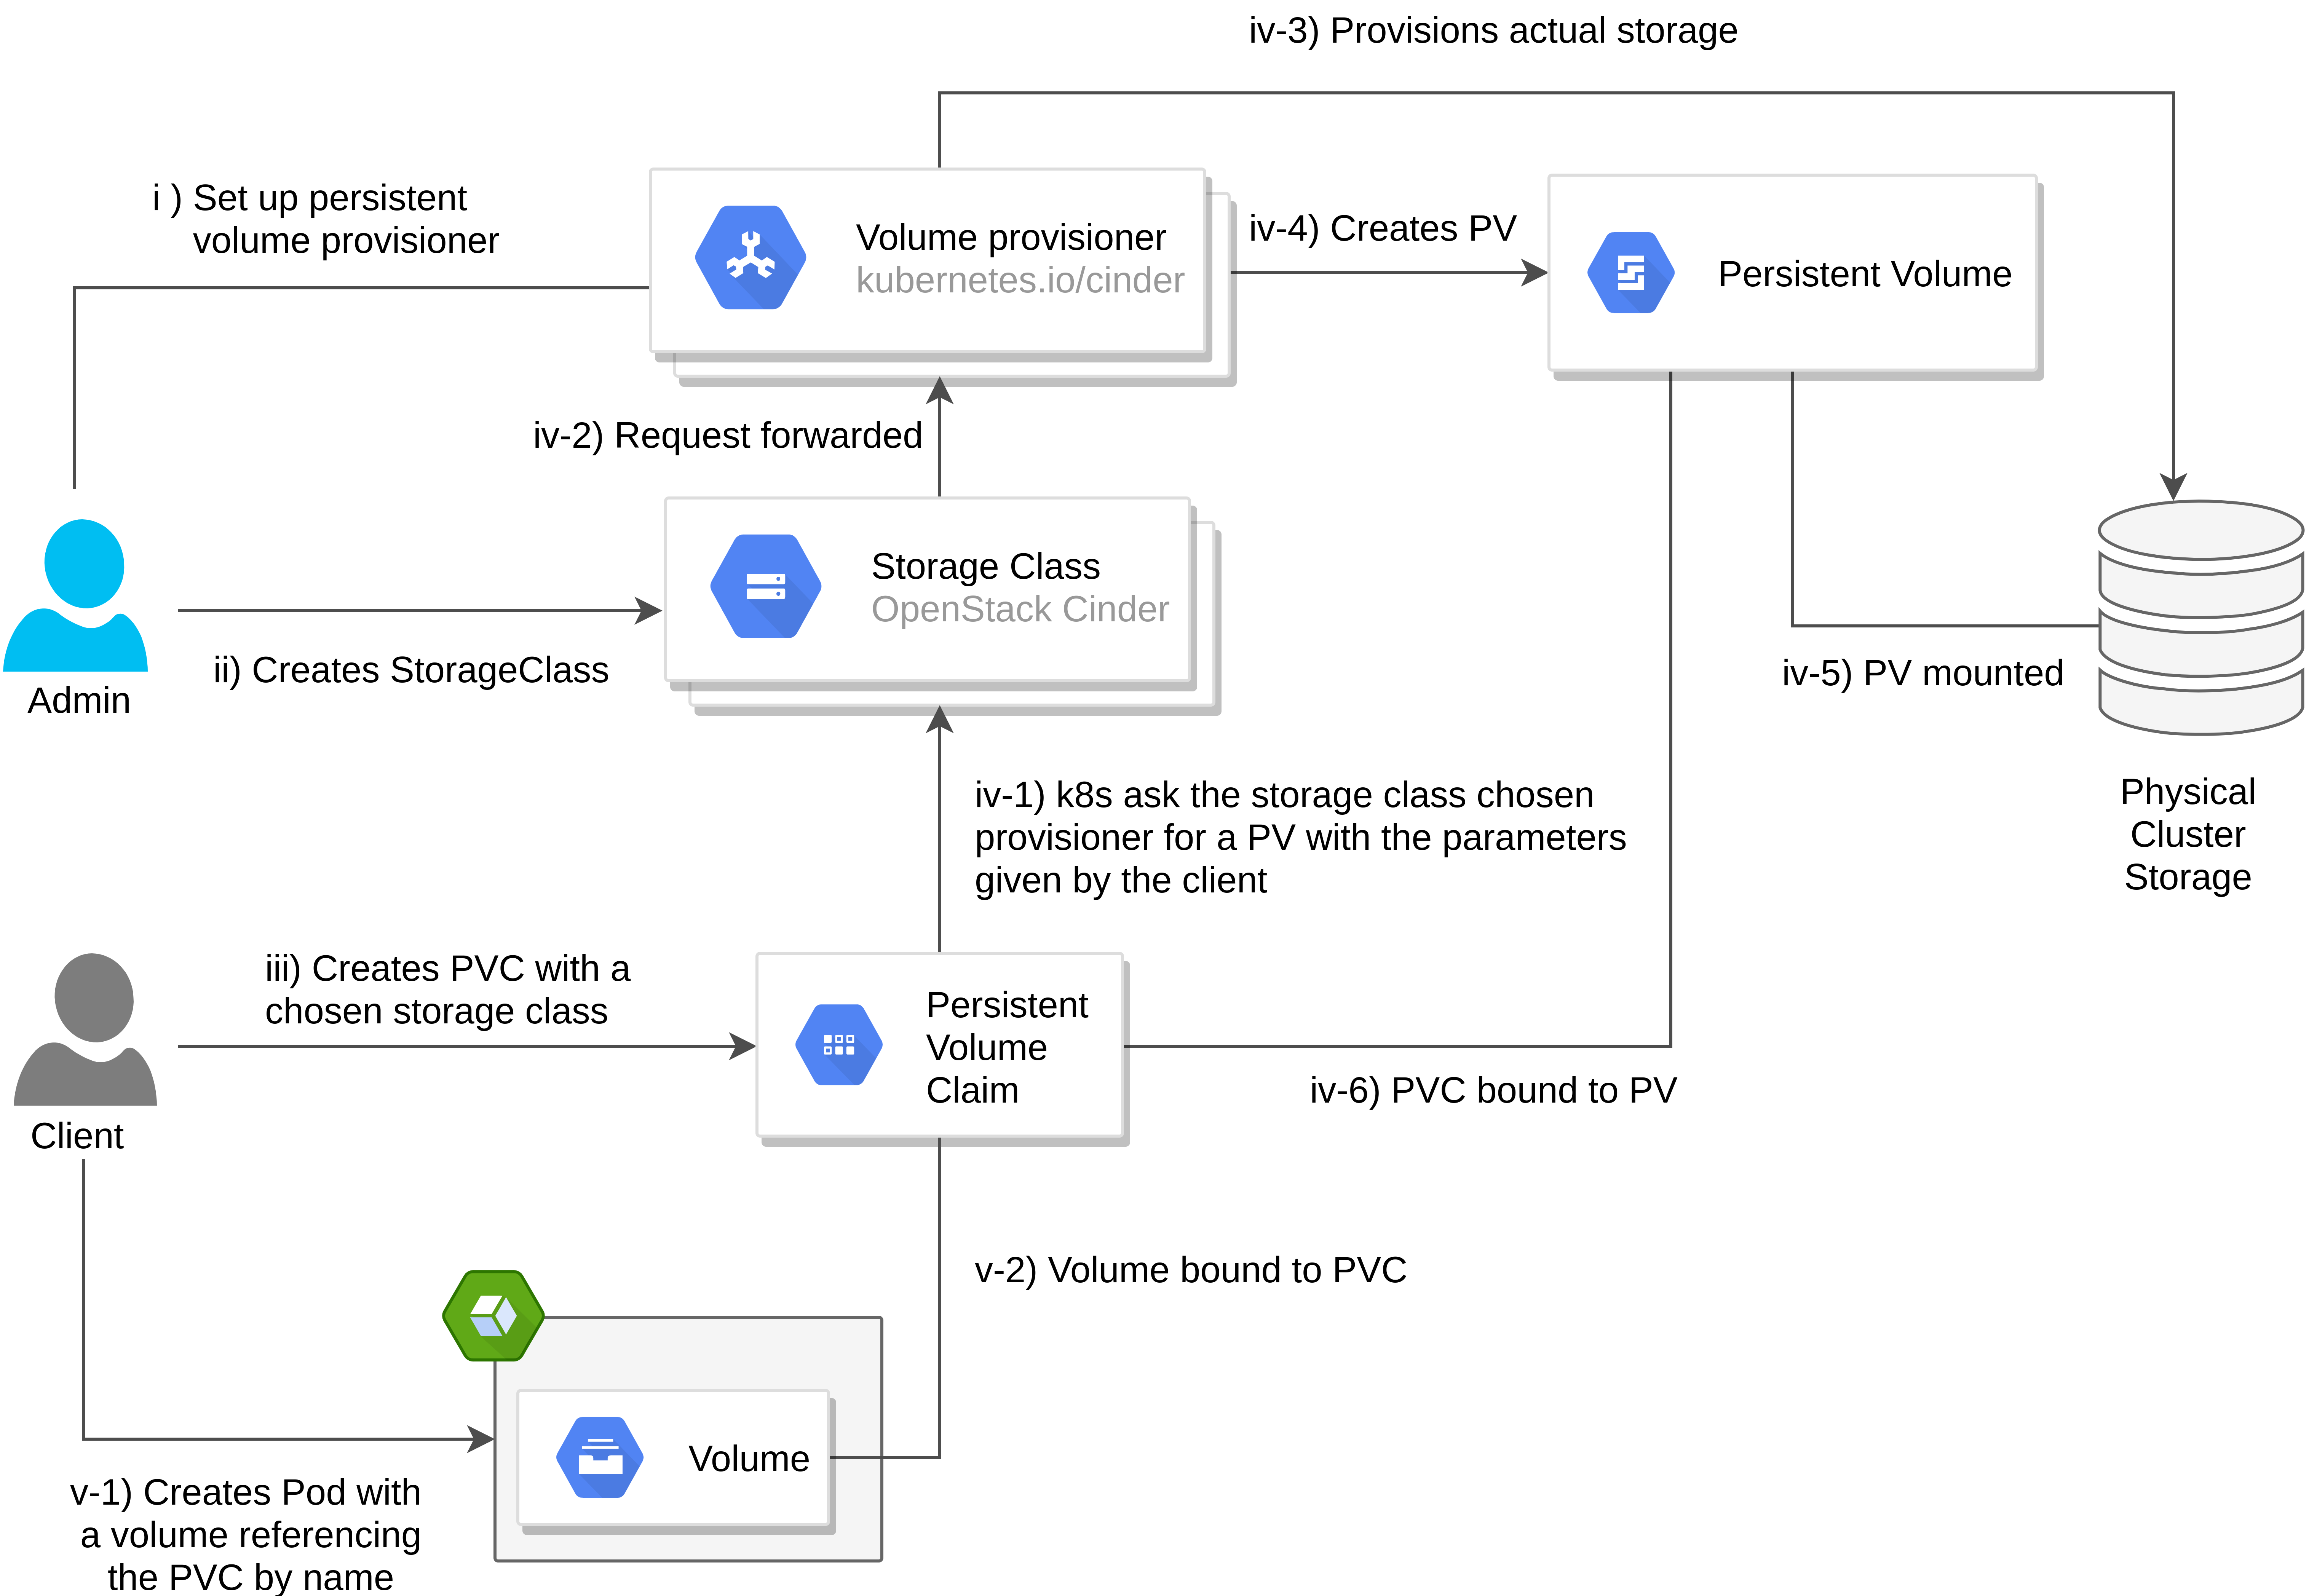 iv-3) Provisions actual storage
i ) Set up persistent
volume provisioner
Volume provisioner
kubernetes.io/cinder
iv-4) Creates PV
Persistent Volume
iv-2) Request forwarded
Storage Class
OpenStack Cinder
ii) Creates StorageClass
Admin
iv-5) PV mounted
Physical
Cluster
Storage
iv-1) k8s ask the storage class chosen
provisioner for a PV with the parameters
given by the client
iii) Creates PVC with a
chosen storage class
Persistent
Volume
Claim
iv-6) PVC bound to PV
Client
v-2) Volume bound to PVC
Volume
v-1) Creates Pod with
a volume referencing
the PVC by name